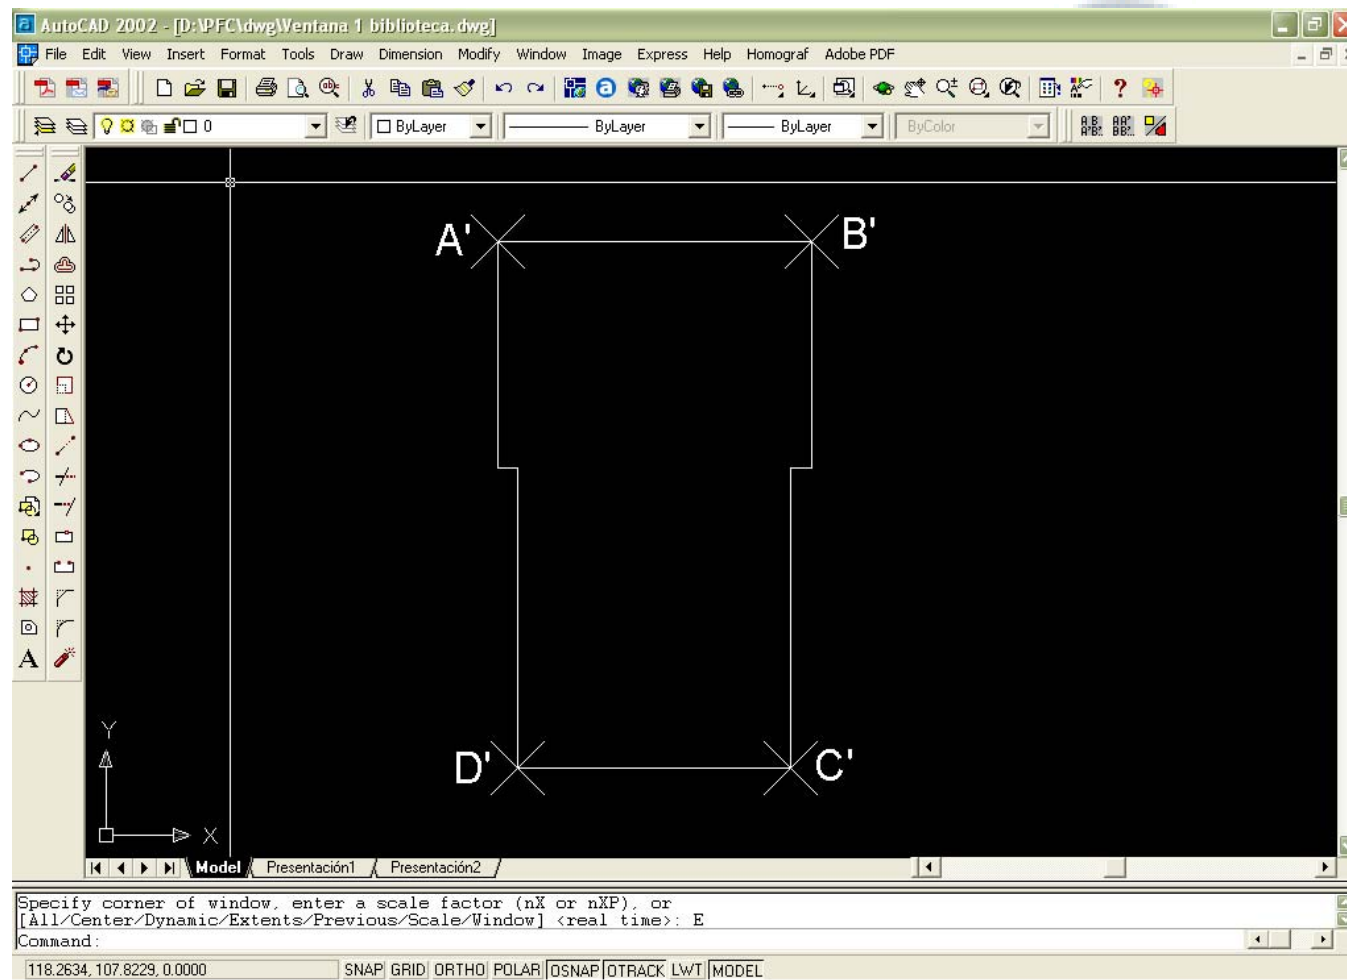 AutoCAD 2002 - [D:\PFC\dwg\Ventana 1 biblioteca.dwg]
File Edit View Insert Format Tools Draw Dimension Modify Window Image Express Help Homograf Adobe PDF
0 ByLayer ByLayer ByLayer ByColor
A' B'
D' C'
Y
X
Model Presentación1 Presentación2
Specify corner of window, enter a scale factor (nX or nXP), or
[All/Center/Dynamic/Extents/Previous/Scale/Window] <real time>: E
Command:
118.2634, 107.8229, 0.0000 SNAP GRID ORTHO POLAR OSNAP OTRACK LWT MODEL